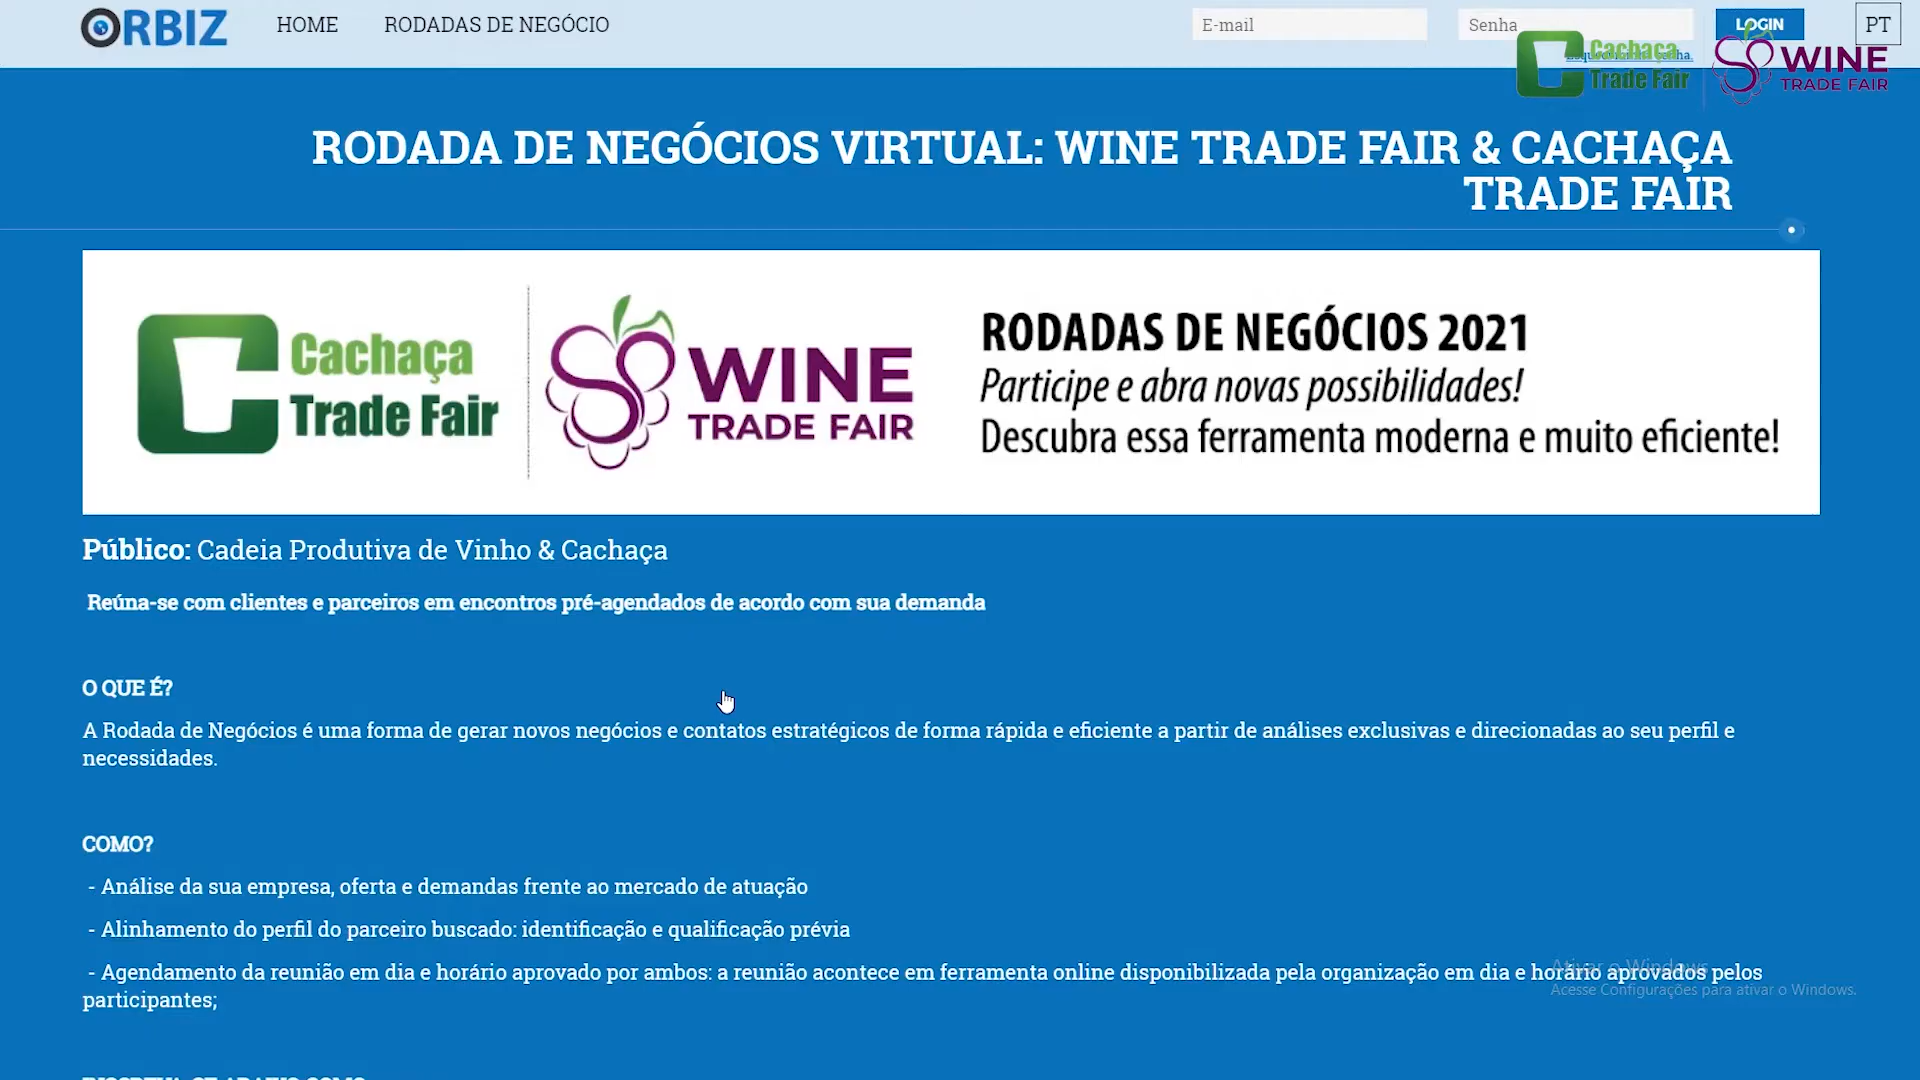 ORBIZ HOME RODADAS DE NEGÓCIO E-mail Senha LOGIN PT
Cachaça
Trade Fair
WINE
TRADE FAIR
RODADA DE NEGÓCIOS VIRTUAL: WINE TRADE FAIR & CACHAÇA
TRADE FAIR
Cachaça
Trade Fair
WINE
TRADE FAIR
RODADAS DE NEGÓCIOS 2021
Participe e abra novas possibilidades!
Descubra essa ferramenta moderna e muito eficiente!
Público: Cadeia Produtiva de Vinho & Cachaça
Reúna-se com clientes e parceiros em encontros pré-agendados de acordo com sua demanda
O QUE É?
A Rodada de Negócios é uma forma de gerar novos negócios e contatos estratégicos de forma rápida e eficiente a partir de análises exclusivas e direcionadas ao seu perfil e
necessidades.
COMO?
- Análise da sua empresa, oferta e demandas frente ao mercado de atuação
- Alinhamento do perfil do parceiro buscado: identificação e qualificação prévia
- Agendamento da reunião em dia e horário aprovado por ambos: a reunião acontece em ferramenta online disponibilizada pela organização em dia e horário aprovados pelos
participantes;
Ativar o Windows
Acesse Configurações para ativar o Windows.